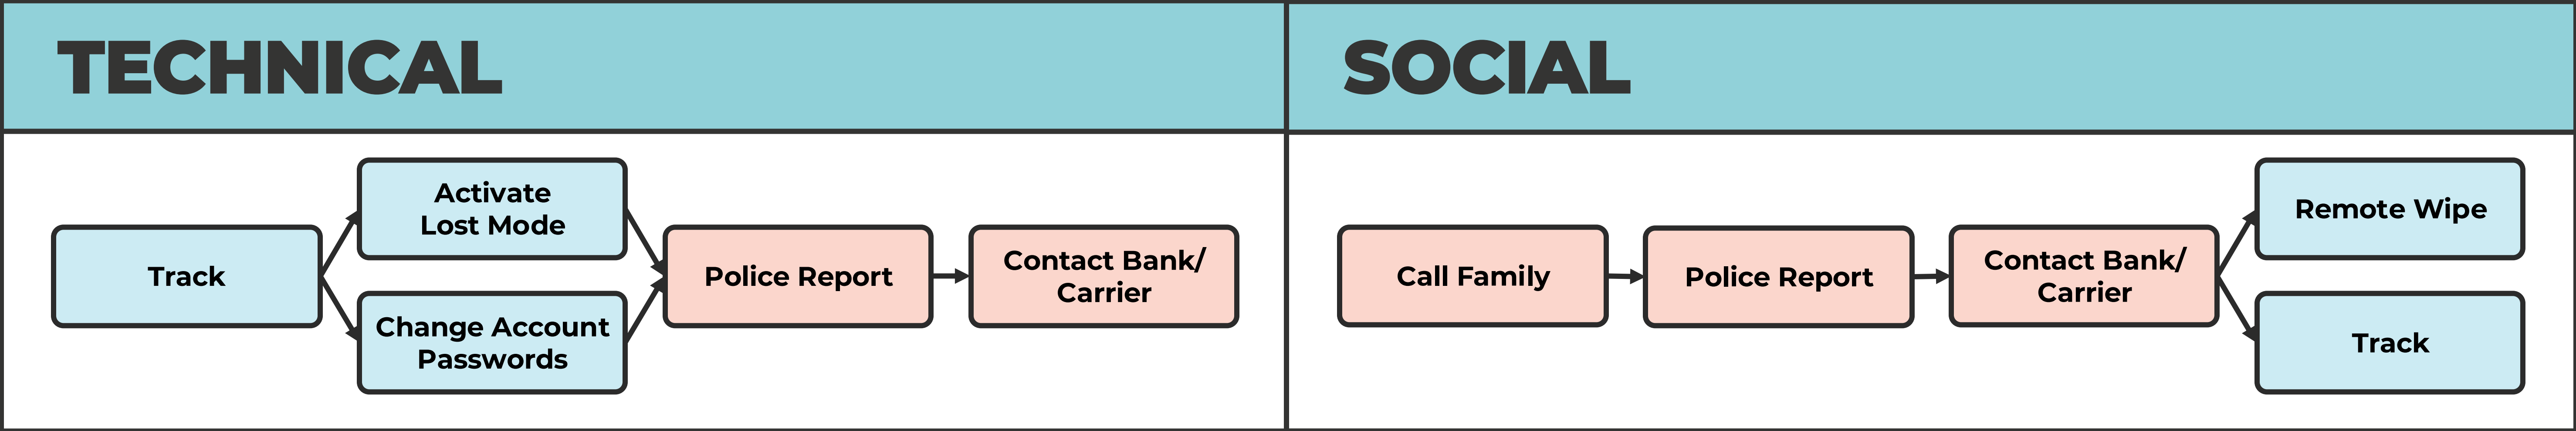 TECHNICAL
Track
Activate
Lost Mode
Change Account
Passwords
Police Report
Contact Bank/
Carrier
SOCIAL
Call Family
Police Report
Contact Bank/
Carrier
Remote Wipe
Track